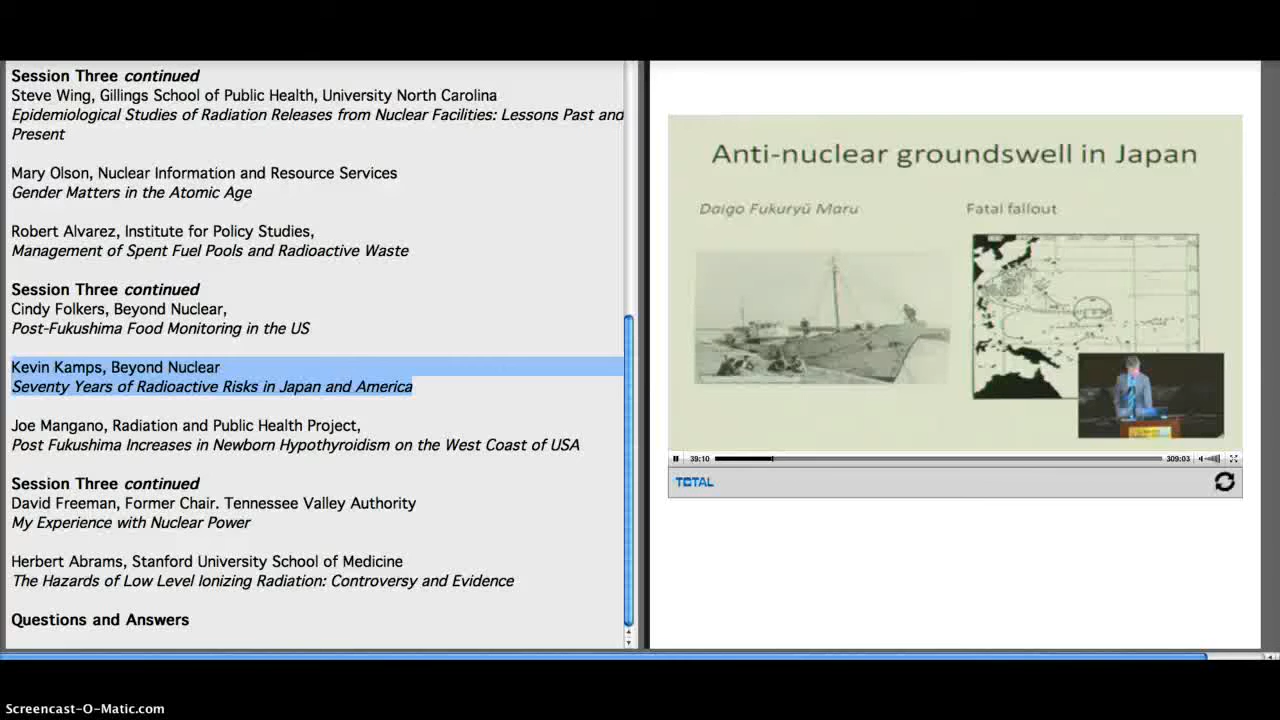 Session Three continued
Steve Wing, Gillings School of Public Health, University North Carolina
Epidemiological Studies of Radiation Releases from Nuclear Facilities: Lessons Past and
Present
Mary Olson, Nuclear Information and Resource Services
Gender Matters in the Atomic Age
Robert Alvarez, Institute for Policy Studies,
Management of Spent Fuel Pools and Radioactive Waste
Session Three continued
Cindy Folkers, Beyond Nuclear,
Post-Fukushima Food Monitoring in the US
Kevin Kamps, Beyond Nuclear
Seventy Years of Radioactive Risks in Japan and America
Joe Mangano, Radiation and Public Health Project,
Post Fukushima Increases in Newborn Hypothyroidism on the West Coast of USA
Session Three continued
David Freeman, Former Chair. Tennessee Valley Authority
My Experience with Nuclear Power
Herbert Abrams, Stanford University School of Medicine
The Hazards of Low Level Ionizing Radiation: Controversy and Evidence
Questions and Answers
Anti-nuclear groundswell in Japan
Daigo Fukuryū Maru
Fatal fallout
39:10
309:03
TOTAL
Screencast-O-Matic.com